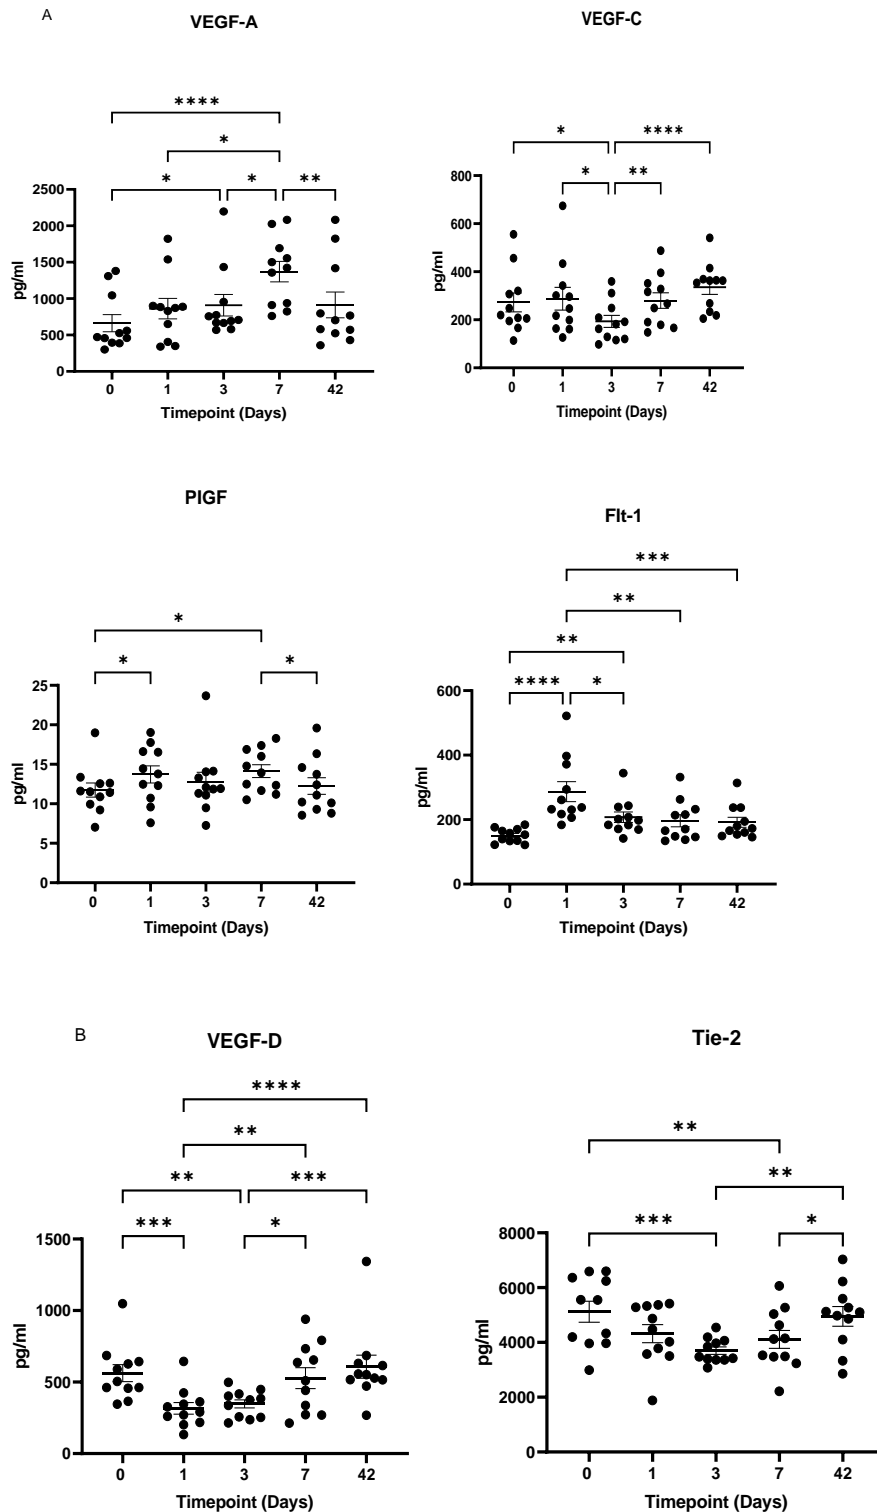 A
VEGF-A
VEGF-C
****
*
*
*
**
*
****
*
**
2500
2000
1500
1000
500
0
pg/ml
0 1 3 7 42
Timepoint (Days)
800
600
400
200
0
pg/ml
0 1 3 7 42
Timepoint (Days)
PIGF
Flt-1
*
*
*
***
**
**
****
*
25
20
15
10
5
0
pg/ml
0 1 3 7 42
Timepoint (Days)
600
400
200
0
pg/ml
0 1 3 7 42
Timepoint (Days)
B
VEGF-D
Tie-2
****
**
**
***
***
*
**
**
***
*
1500
1000
500
0
pg/ml
0 1 3 7 42
Timepoint (Days)
8000
6000
4000
2000
0
pg/ml
0 1 3 7 42
Timepoint (Days)